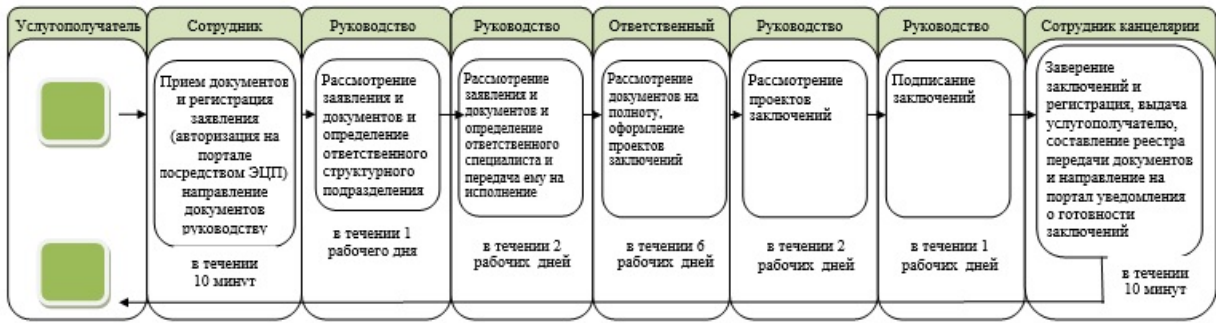 Услугополучатель
Сотрудник
Руководство
Руководство
Ответственный
Руководство
Руководство
Сотрудник канцелярии
Прием документов
и регистрация
заявления
(авторизация на
портале
посредством ЭЦП)
направление
документов
руководству
в течении
10 минут
Рассмотрение
заявления и
документов и
определение
ответственного
структурного
подразделения
в течении 1
рабочего дня
Рассмотрение
заявления и
документов и
определение
ответственного
специалиста и
передача ему на
исполнение
в течении 2
рабочих дней
Рассмотрение
документов на
полноту,
оформление
проектов
заключений
в течении 6
рабочих дней
Рассмотрение
проектов
заключений
в течении 2
рабочих дней
Подписание
заключений
в течении 1
рабочих дней
Заверение
заключений и
регистрация, выдача
услугополучателю,
составление реестра
передачи документов
и направление на
портал уведомления
о готовности
заключений
в течении
10 минут